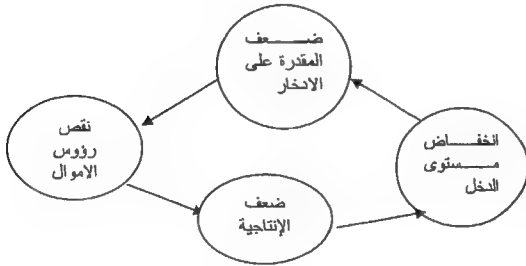 ضعف
المقدرة على
الادخار
نقص
رؤوس
الاموال
انخفاض
مستوى
الدخل
ضعف
الإنتاجية